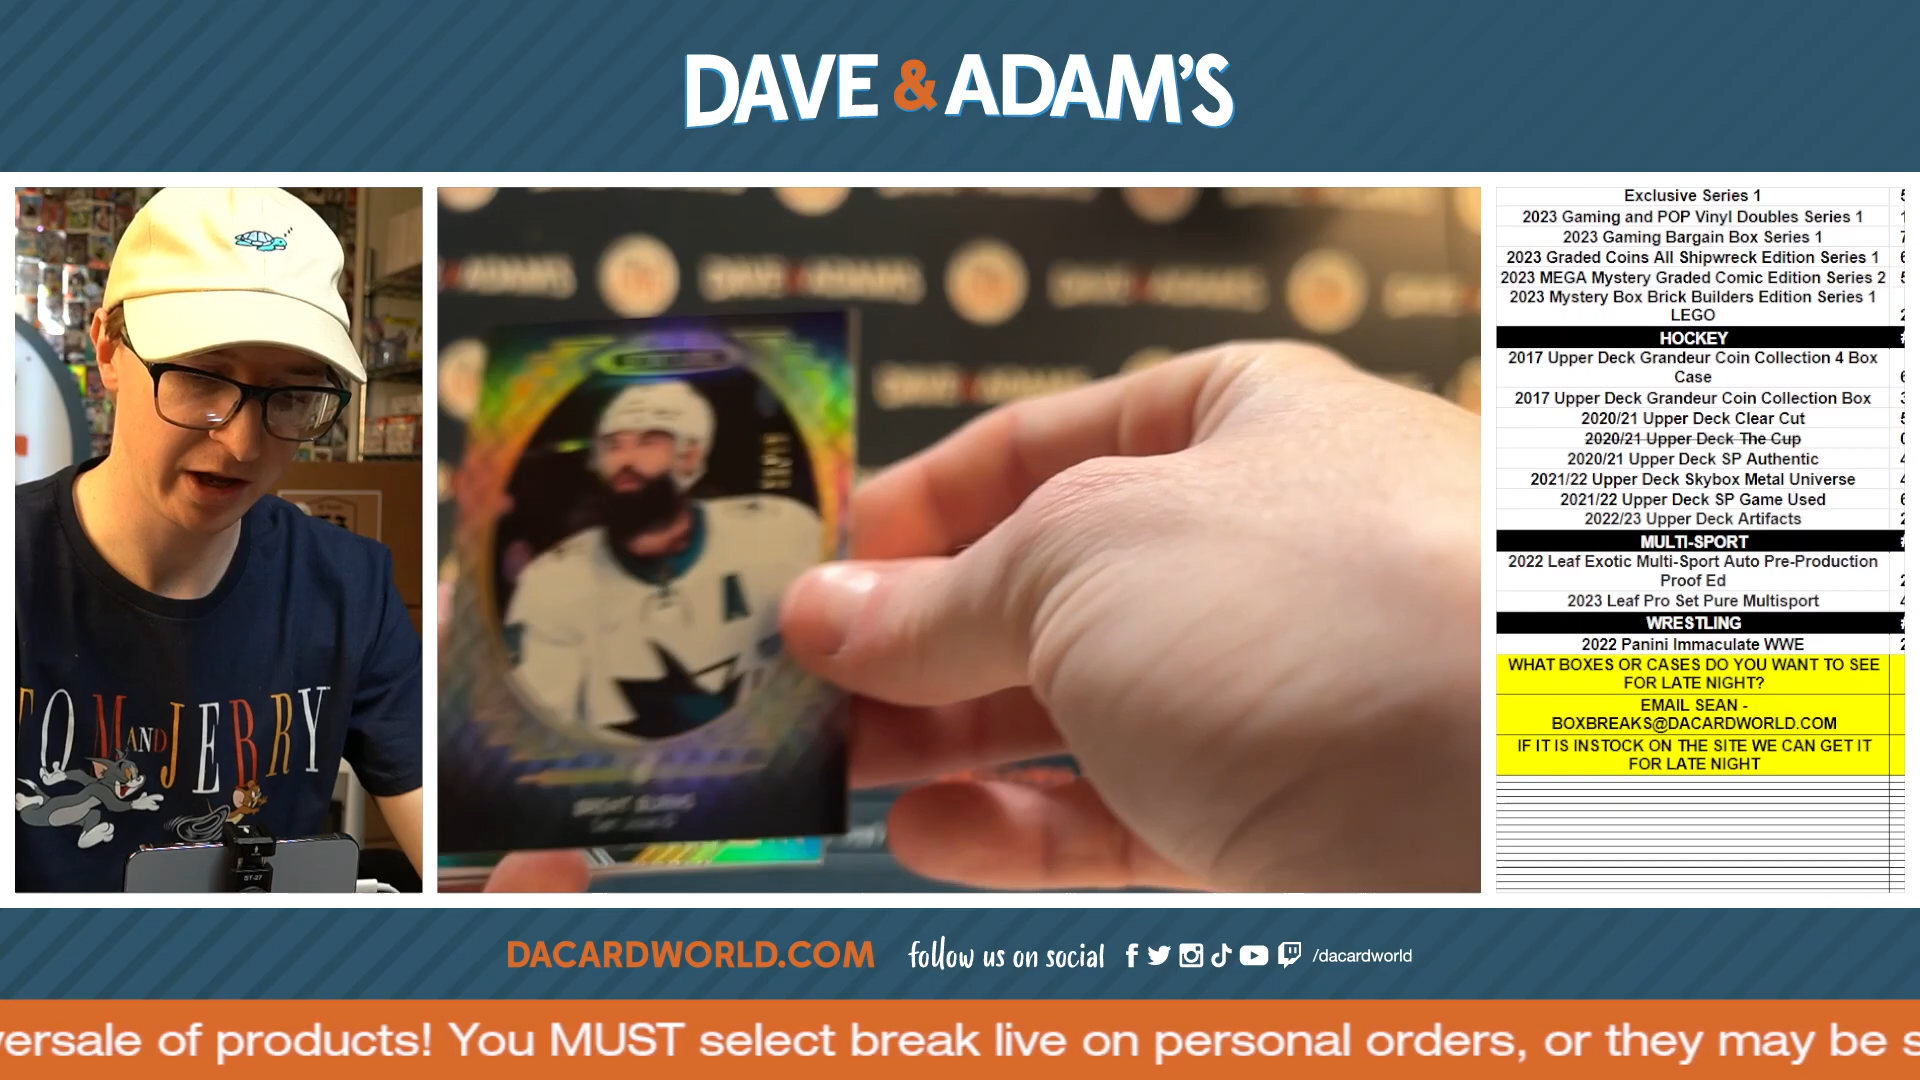 DAVE & ADAM'S
TOM AND JERRY
ST-27
DAVE & ADAMS
A
Exclusive Series 1
2023 Gaming and POP Vinyl Doubles Series 1
2023 Gaming Bargain Box Series 1
2023 Graded Coins All Shipwreck Edition Series 1
2023 MEGA Mystery Graded Comic Edition Series 2
2023 Mystery Box Brick Builders Edition Series 1
LEGO
HOCKEY
2017 Upper Deck Grandeur Coin Collection 4 Box
Case
2017 Upper Deck Grandeur Coin Collection Box
2020/21 Upper Deck Clear Cut
2020/21 Upper Deck The Cup
2020/21 Upper Deck SP Authentic
2021/22 Upper Deck Skybox Metal Universe
2021/22 Upper Deck SP Game Used
2022/23 Upper Deck Artifacts
MULTI-SPORT
2022 Leaf Exotic Multi-Sport Auto Pre-Production
Proof Ed
2023 Leaf Pro Set Pure Multisport
WRESTLING
2022 Panini Immaculate WWE
WHAT BOXES OR CASES DO YOU WANT TO SEE
FOR LATE NIGHT?
EMAIL SEAN -
BOXBREAKS@DACARDWORLD.COM
IF IT IS INSTOCK ON THE SITE WE CAN GET IT
FOR LATE NIGHT
DACARDWORLD.COM follow us on social /dacardworld
ersale of products! You MUST select break live on personal orders, or they may be s